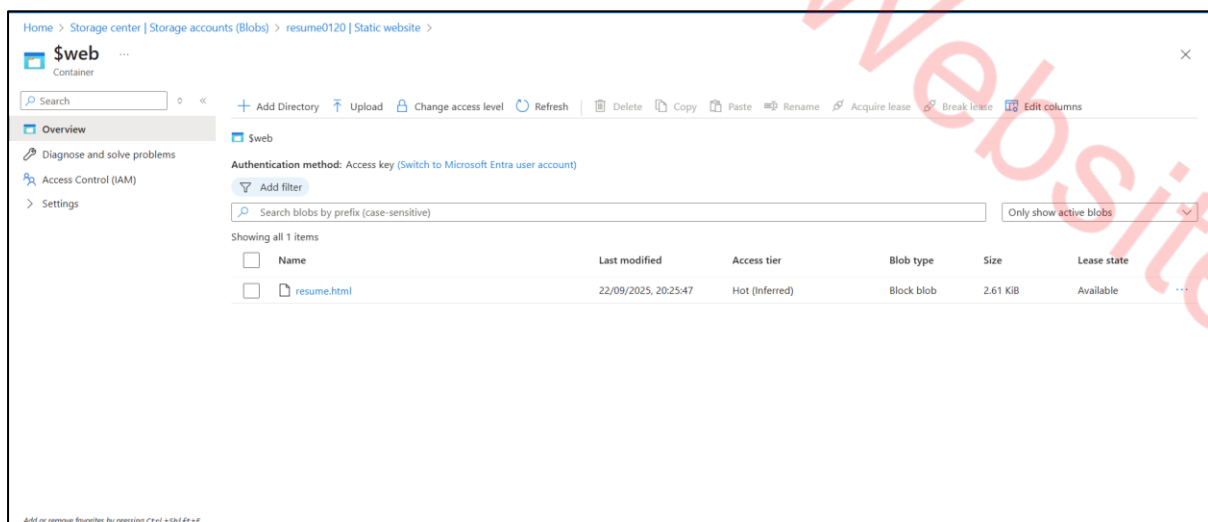 Home > Storage center | Storage accounts (Blobs) > resume0120 | Static website >
$web ...
Container
Search
Add Directory Upload Change access level Refresh Delete Copy Paste Rename Acquire lease Break lease Edit columns
Overview
Diagnose and solve problems
Access Control (IAM)
Settings
$web
Authentication method: Access key (Switch to Microsoft Entra user account)
Add filter
Search blobs by prefix (case-sensitive) Only show active blobs
Showing all 1 items
Name Last modified Access tier Blob type Size Lease state
resume.html 22/09/2025, 20:25:47 Hot (Inferred) Block blob 2.61 KiB Available ...
Add or remove favorites by pressing Ctrl+Shift+F
Website